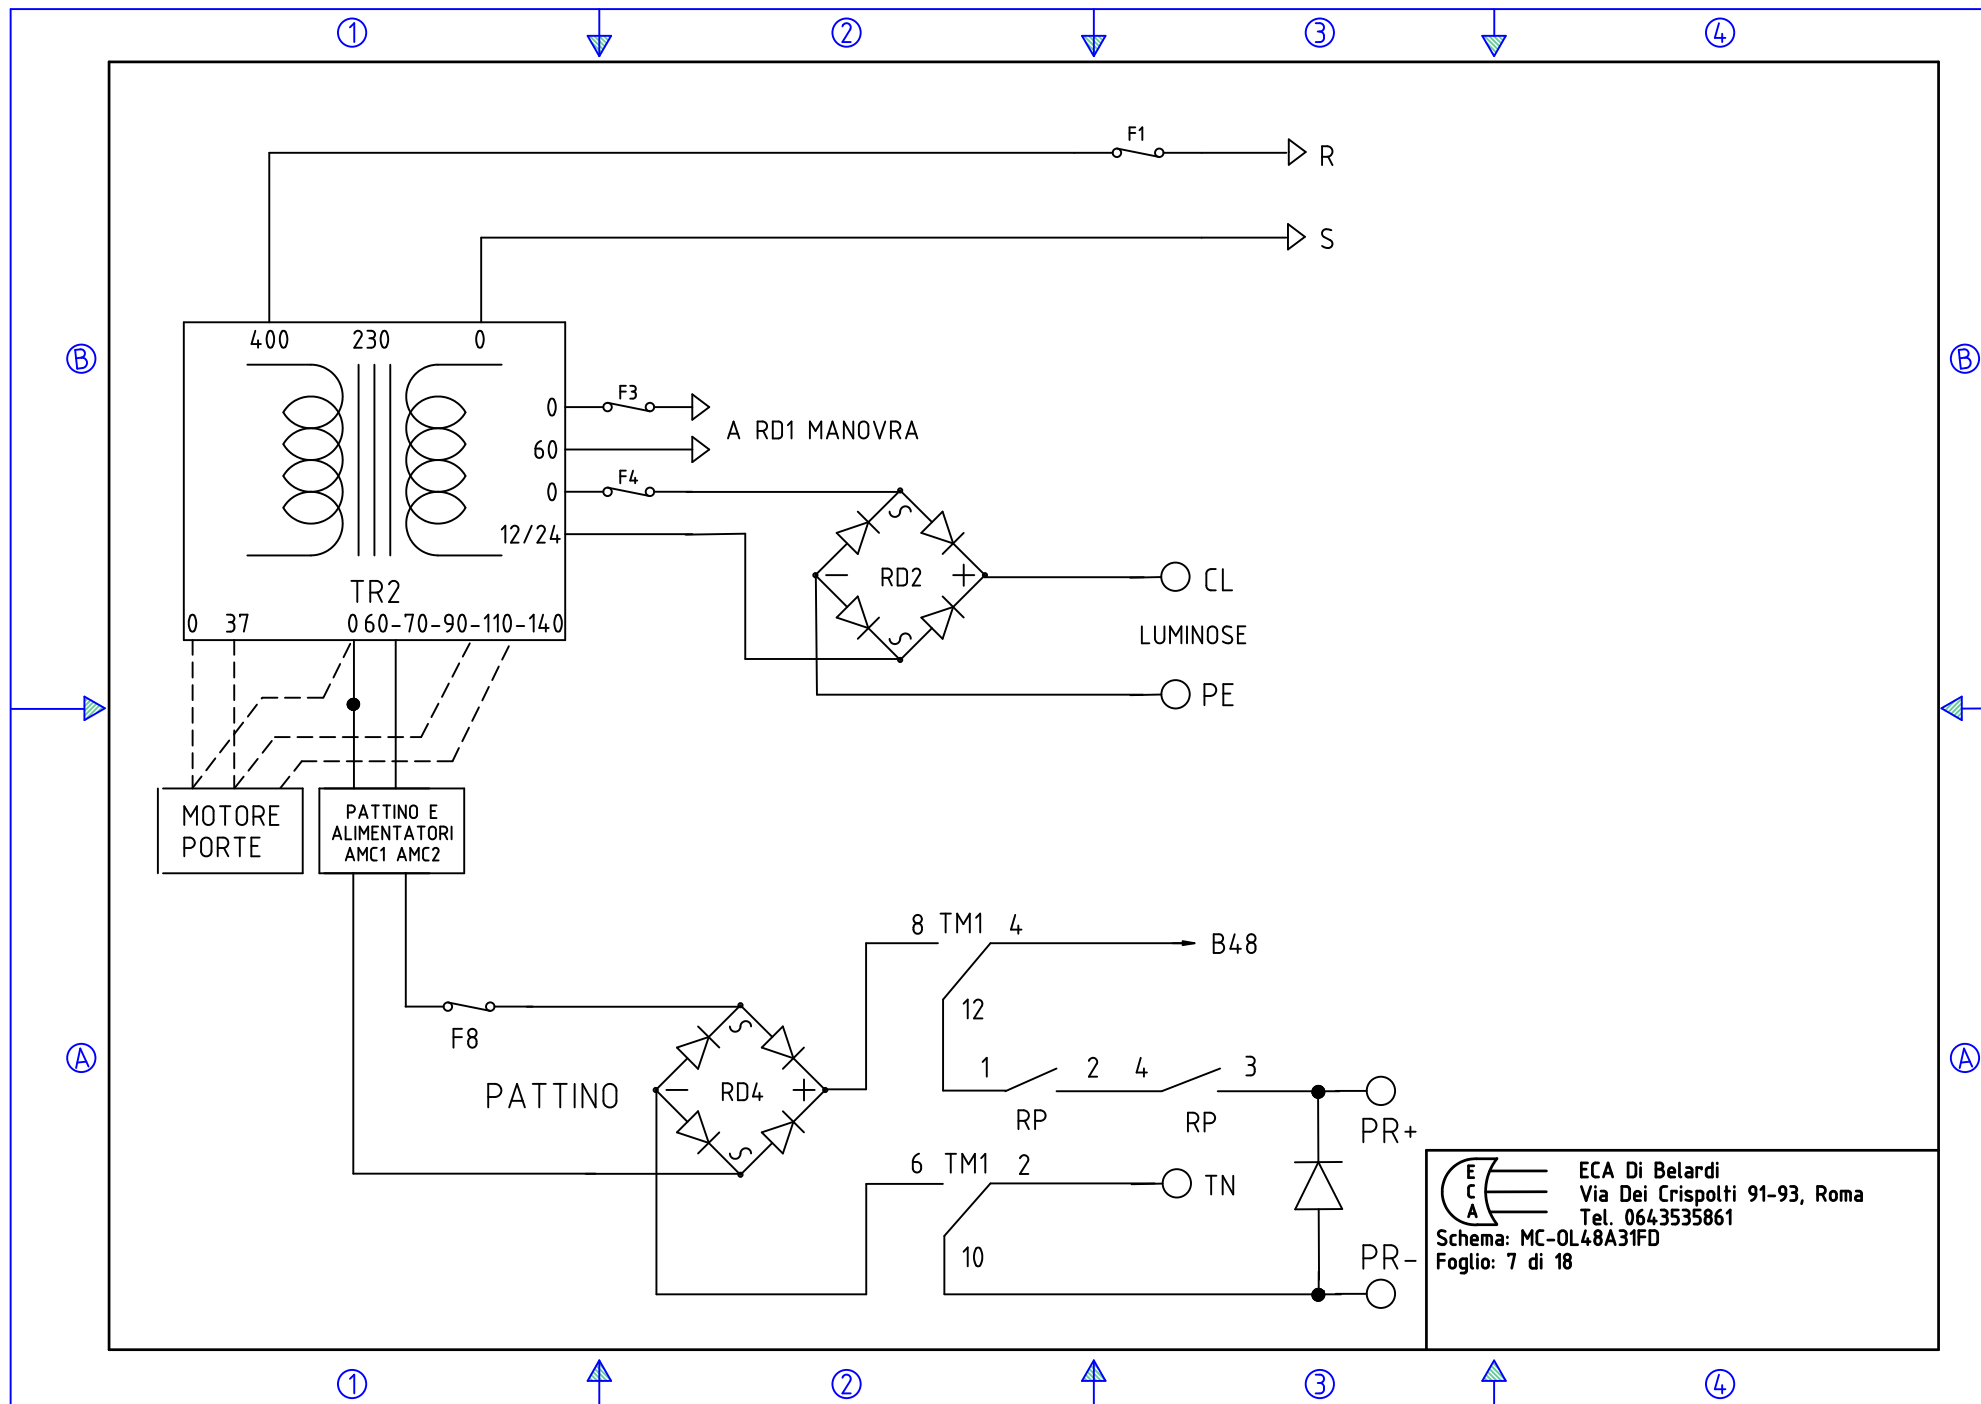 1 2 3 4
F1
R
S
B B
400 230 0
F3
0
A RD1 MANOVRA
60
F4
0
S
12/24
- RD2 + CL
TR2
LUMINOSE
0 37 0 60-70-90-110-140
S
PE
MOTORE
PORTE
PATTINO E
ALIMENTATORI
AMC1 AMC2
8 TM1 4
B48
12
S
F8
A A
1 2 4 3
PATTINO
- RD4 +
RP RP
PR+
S
6 TM1 2
TN
10
PR-
E
C
A
ECA Di Belardi
Via Dei Crispolti 91-93, Roma
Tel. 0643535861
Schema: MC-OL48A31FD
Foglio: 7 di 18
1 2 3 4